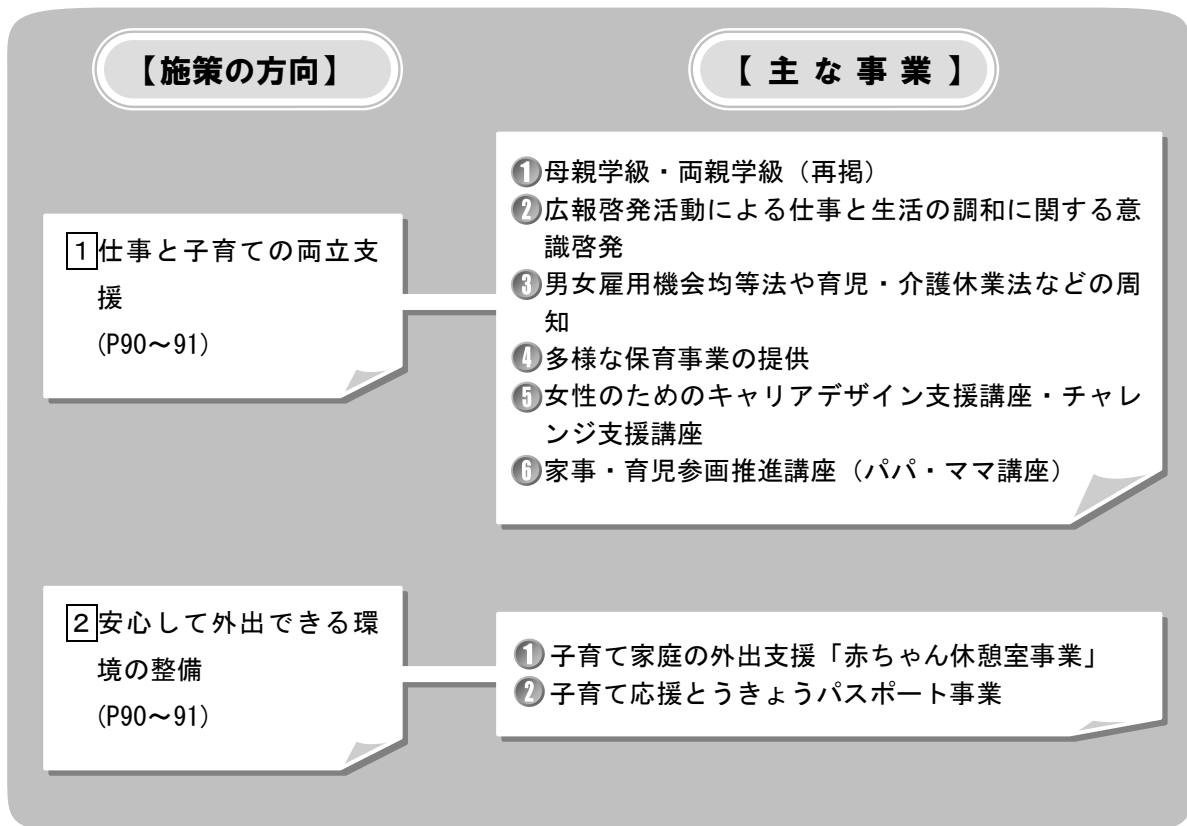 【施策の方向】
【 主 な 事 業 】
1 仕事と子育ての両立支
援
(P90～91)
❶母親学級・両親学級（再掲）
❷広報啓発活動による仕事と生活の調和に関する意
識啓発
❸男女雇用機会均等法や育児・介護休業法などの周
知
❹多様な保育事業の提供
❺女性のためのキャリアデザイン支援講座・チャレ
ンジ支援講座
❻家事・育児参画推進講座（パパ・ママ講座）
2 安心して外出できる環
境の整備
(P90～91)
❶子育て家庭の外出支援「赤ちゃん休憩室事業」
❷子育て応援とうきょうパスポート事業